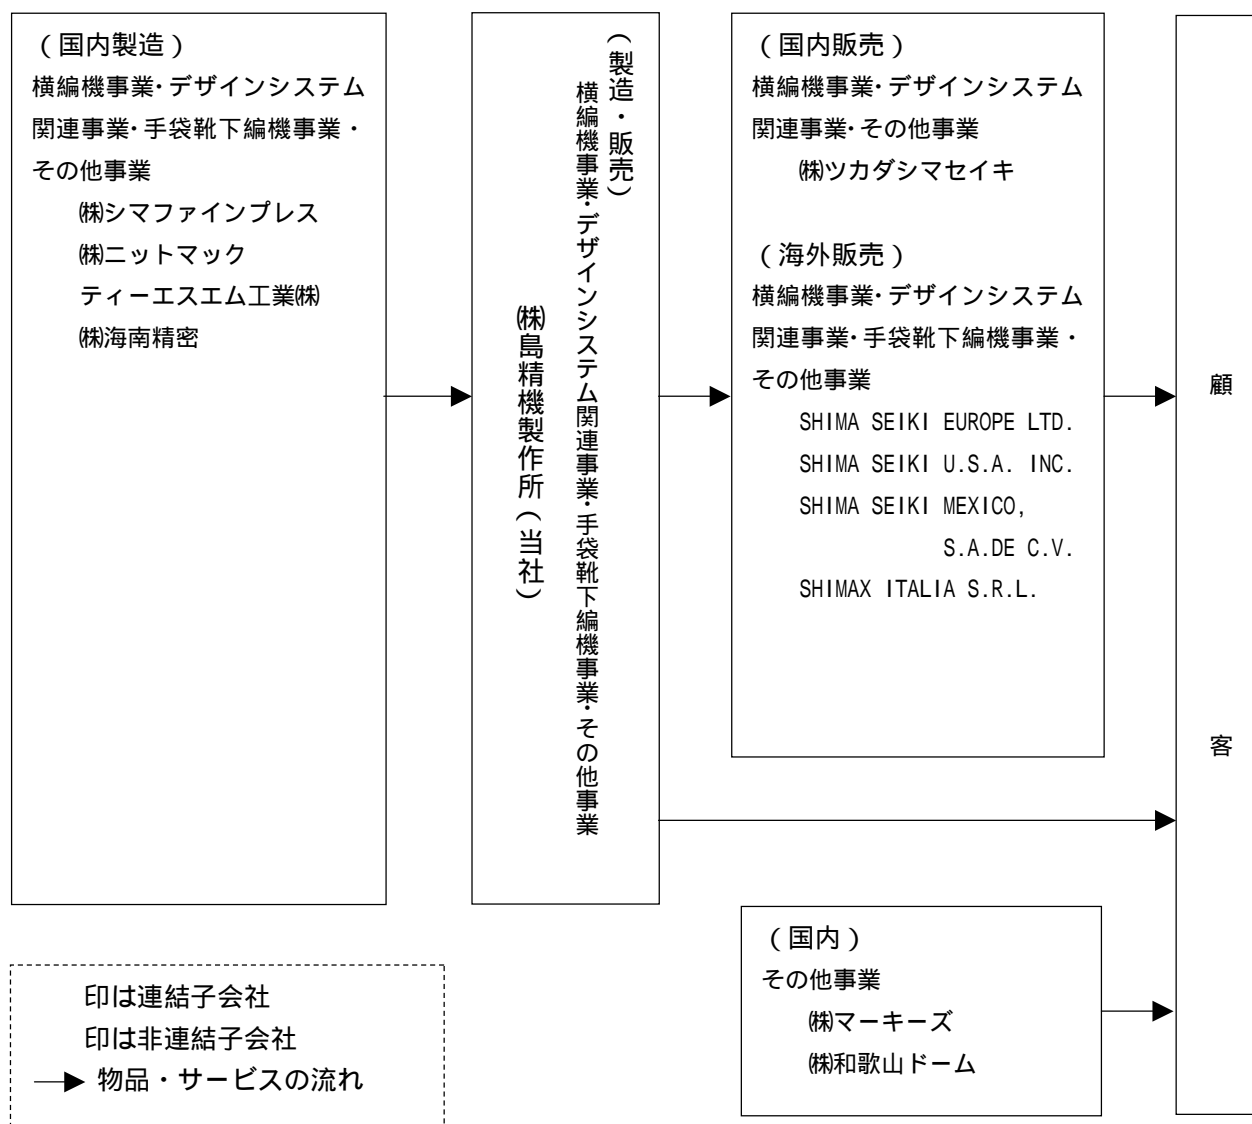 （国内製造）
横編機事業・デザインシステム
関連事業・手袋靴下編機事業・
その他事業
㈱シマファインプレス
㈱ニットマック
ティーエスエム工業㈱
㈱海南精密
（製造・販売）
横編機事業・デザインシステム関連事業・手袋靴下編機事業・その他事業
㈱島精機製作所（当社）
（国内販売）
横編機事業・デザインシステム
関連事業・その他事業
㈱ツカダシマセイキ
（海外販売）
横編機事業・デザインシステム
関連事業・手袋靴下編機事業・
その他事業
SHIMA SEIKI EUROPE LTD.
SHIMA SEIKI U.S.A. INC.
SHIMA SEIKI MEXICO,
S.A.DE C.V.
SHIMAX ITALIA S.R.L.
顧客
（国内）
その他事業
㈱マーキーズ
㈱和歌山ドーム
印は連結子会社
印は非連結子会社
物品・サービスの流れ